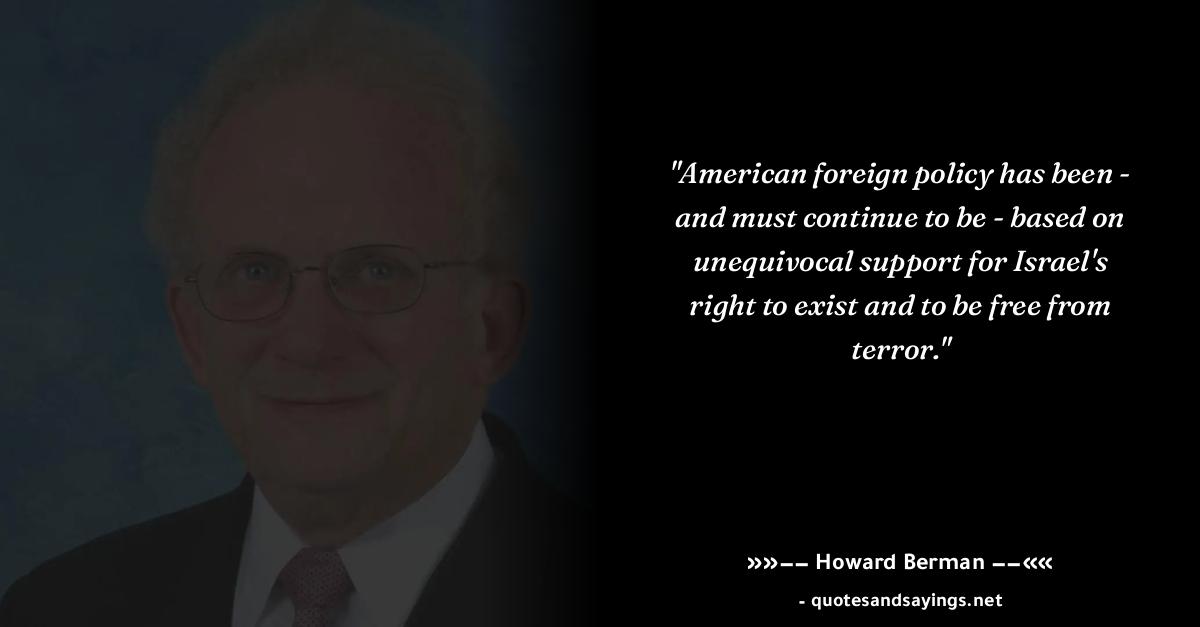 "American foreign policy has been -
and must continue to be - based on
unequivocal support for Israel's
right to exist and to be free from
terror."
»»−− Howard Berman −−««
- quotesandsayings.net